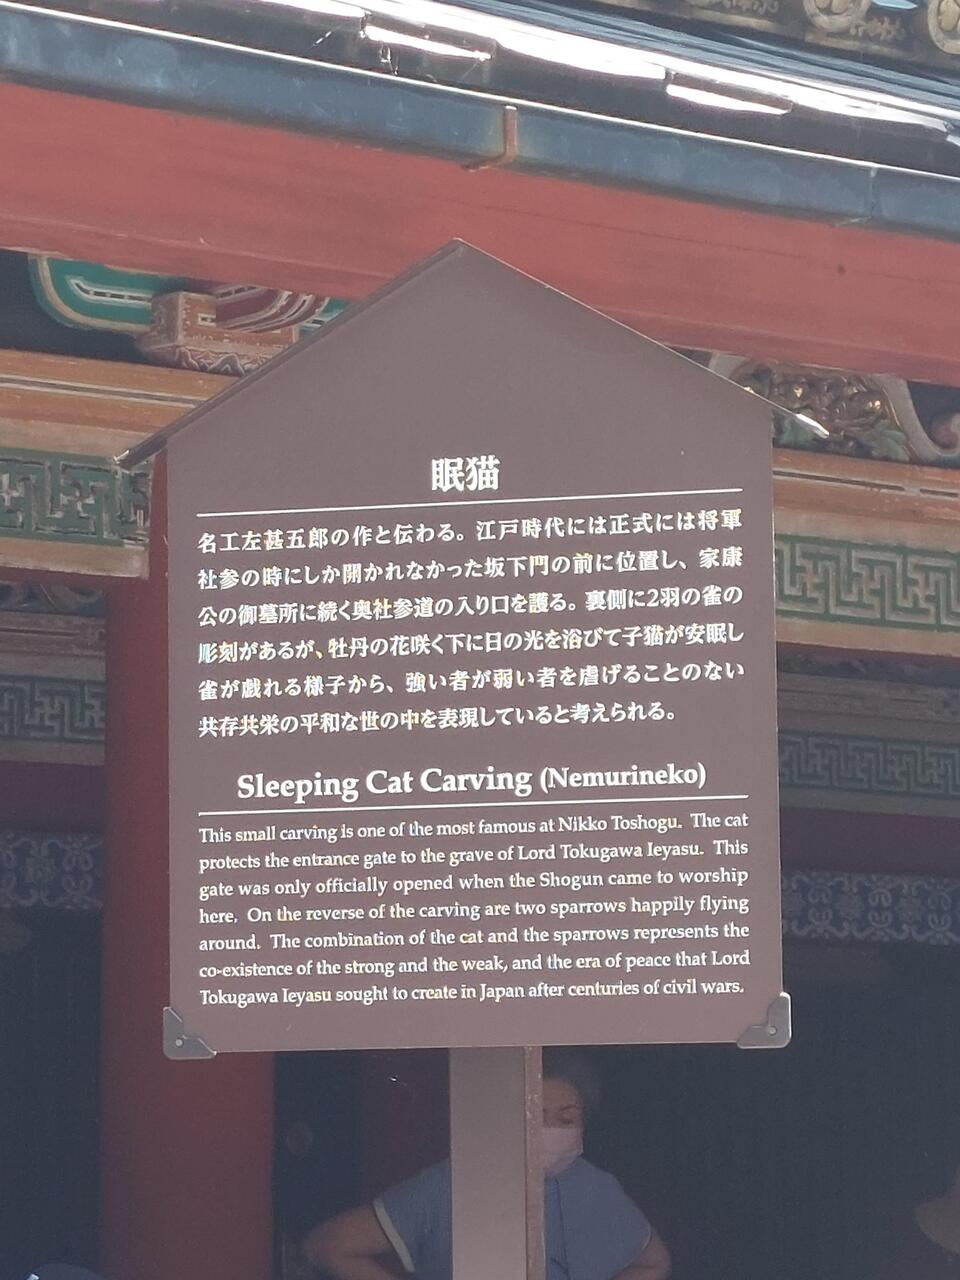 眠猫
名工左甚五郎の作と伝わる。江戸時代には正式には将軍
社参の時にしか開かれなかった坂下門の前に位置し、家康
公の御墓所に続く奥社参道の入り口を護る。裏側に2羽の雀の
彫刻があるが、牡丹の花咲く下に日の光を浴びて子猫が安眠し
雀が戯れる様子から、強い者が弱い者を虐げることのない
共存共栄の平和な世の中を表現していると考えられる。
Sleeping Cat Carving (Nemurineko)
This small carving is one of the most famous at Nikko Toshogu. The cat
protects the entrance gate to the grave of Lord Tokugawa Ieyasu. This
gate was only officially opened when the Shogun came to worship
here. On the reverse of the carving are two sparrows happily flying
around. The combination of the cat and the sparrows represents the
co-existence of the strong and the weak, and the era of peace that Lord
Tokugawa Ieyasu sought to create in Japan after centuries of civil wars.